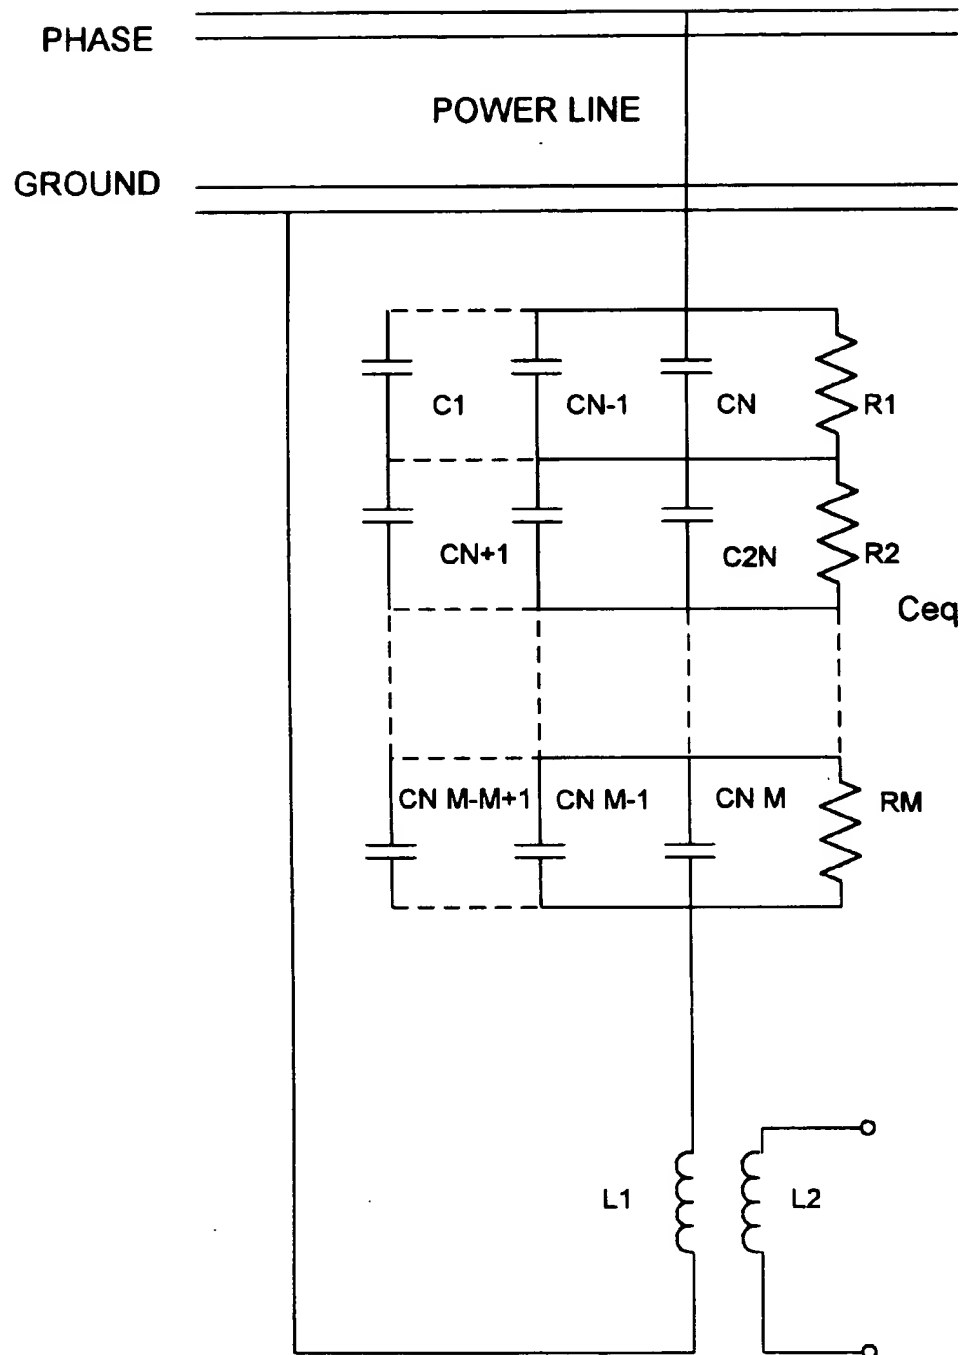 PHASE
POWER LINE
GROUND
C1 CN-1 CN R1
CN+1 C2N R2
Ceq
CN M-M+1 CN M-1 CN M RM
L1 L2